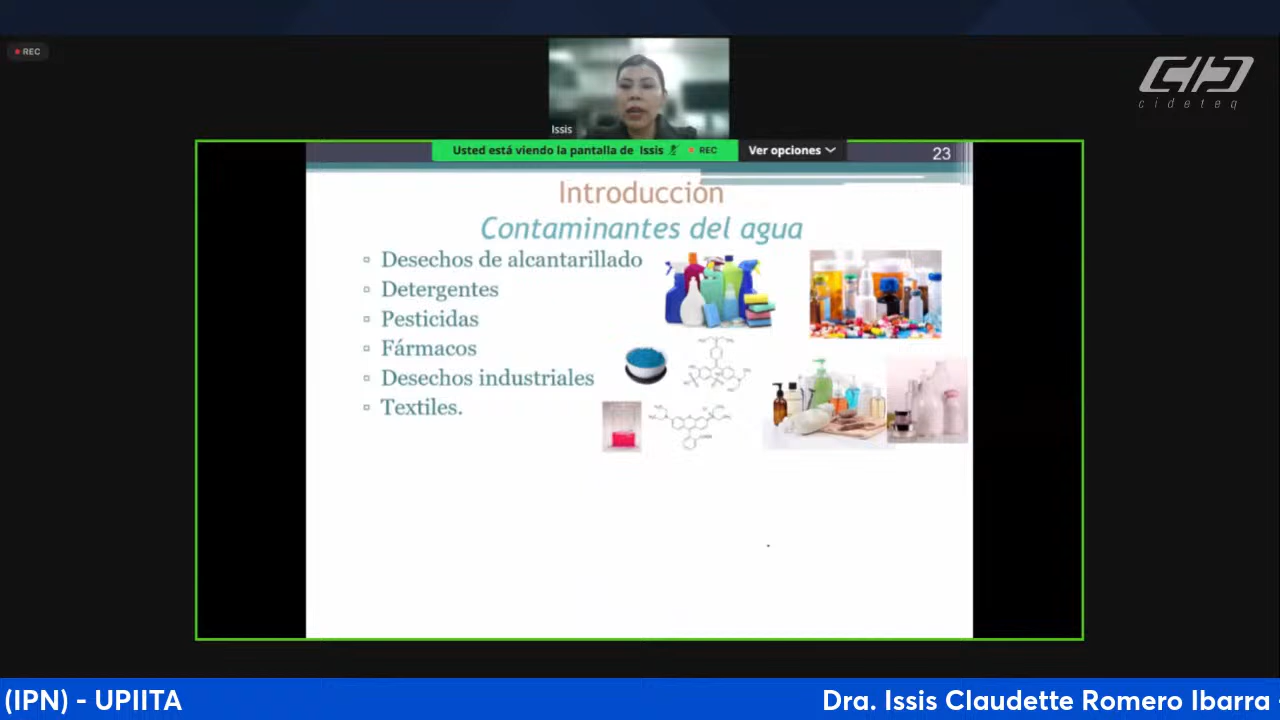 REC
cideteq
Issis
Usted está viendo la pantalla de Issis
REC
Ver opciones
23
Introducción
Contaminantes del agua
▫ Desechos de alcantarillado
▫ Detergentes
▫ Pesticidas
▫ Fármacos
▫ Desechos industriales
▫ Textiles.
(IPN) - UPIITA
Dra. Issis Claudette Romero Ibarra